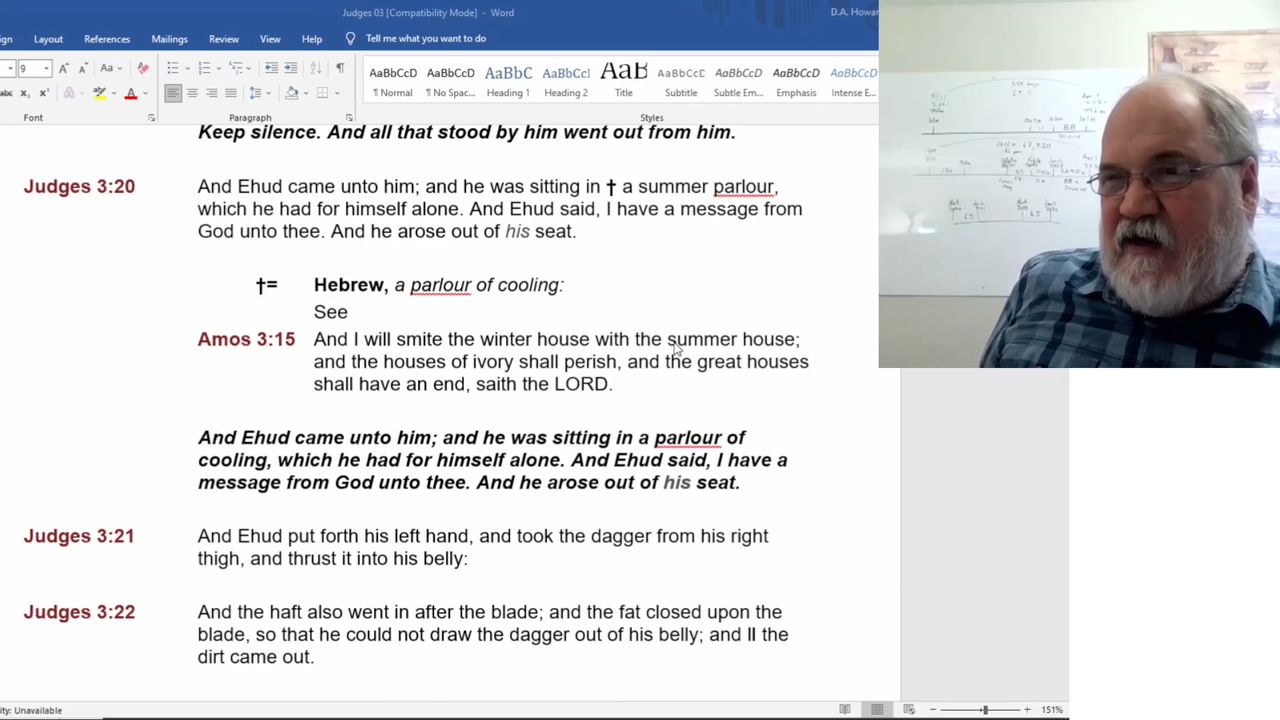 Judges 03 [Compatibility Mode] - Word D.A. Howar
ign Layout References Mailings Review View Help Tell me what you want to do
9 Aa
AaBbCcD AaBbCcD AaBbC AaBbCcl AaB AaBbCcD AaBbCcD AaBbCcD AaBbCcD
¶ Normal ¶ No Spac... Heading 1 Heading 2 Title Subtitle Subtle Em... Emphasis Intense E...
Font Paragraph Styles
Keep silence. And all that stood by him went out from him.
Judges 3:20 And Ehud came unto him; and he was sitting in † a summer parlour,
which he had for himself alone. And Ehud said, I have a message from
God unto thee. And he arose out of his seat.
†= Hebrew, a parlour of cooling:
See
Amos 3:15 And I will smite the winter house with the summer house;
and the houses of ivory shall perish, and the great houses
shall have an end, saith the LORD.
And Ehud came unto him; and he was sitting in a parlour of
cooling, which he had for himself alone. And Ehud said, I have a
message from God unto thee. And he arose out of his seat.
Judges 3:21 And Ehud put forth his left hand, and took the dagger from his right
thigh, and thrust it into his belly:
Judges 3:22 And the haft also went in after the blade; and the fat closed upon the
blade, so that he could not draw the dagger out of his belly; and ll the
dirt came out.
ity: Unavailable 151%